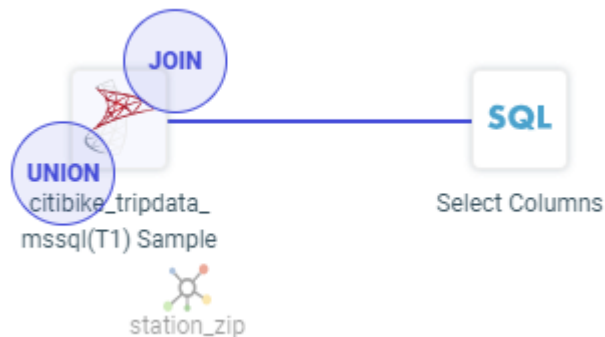 JOIN
SQL
UNION
citibike_tripdata_
mssql(T1) Sample
Select Columns
station_zip